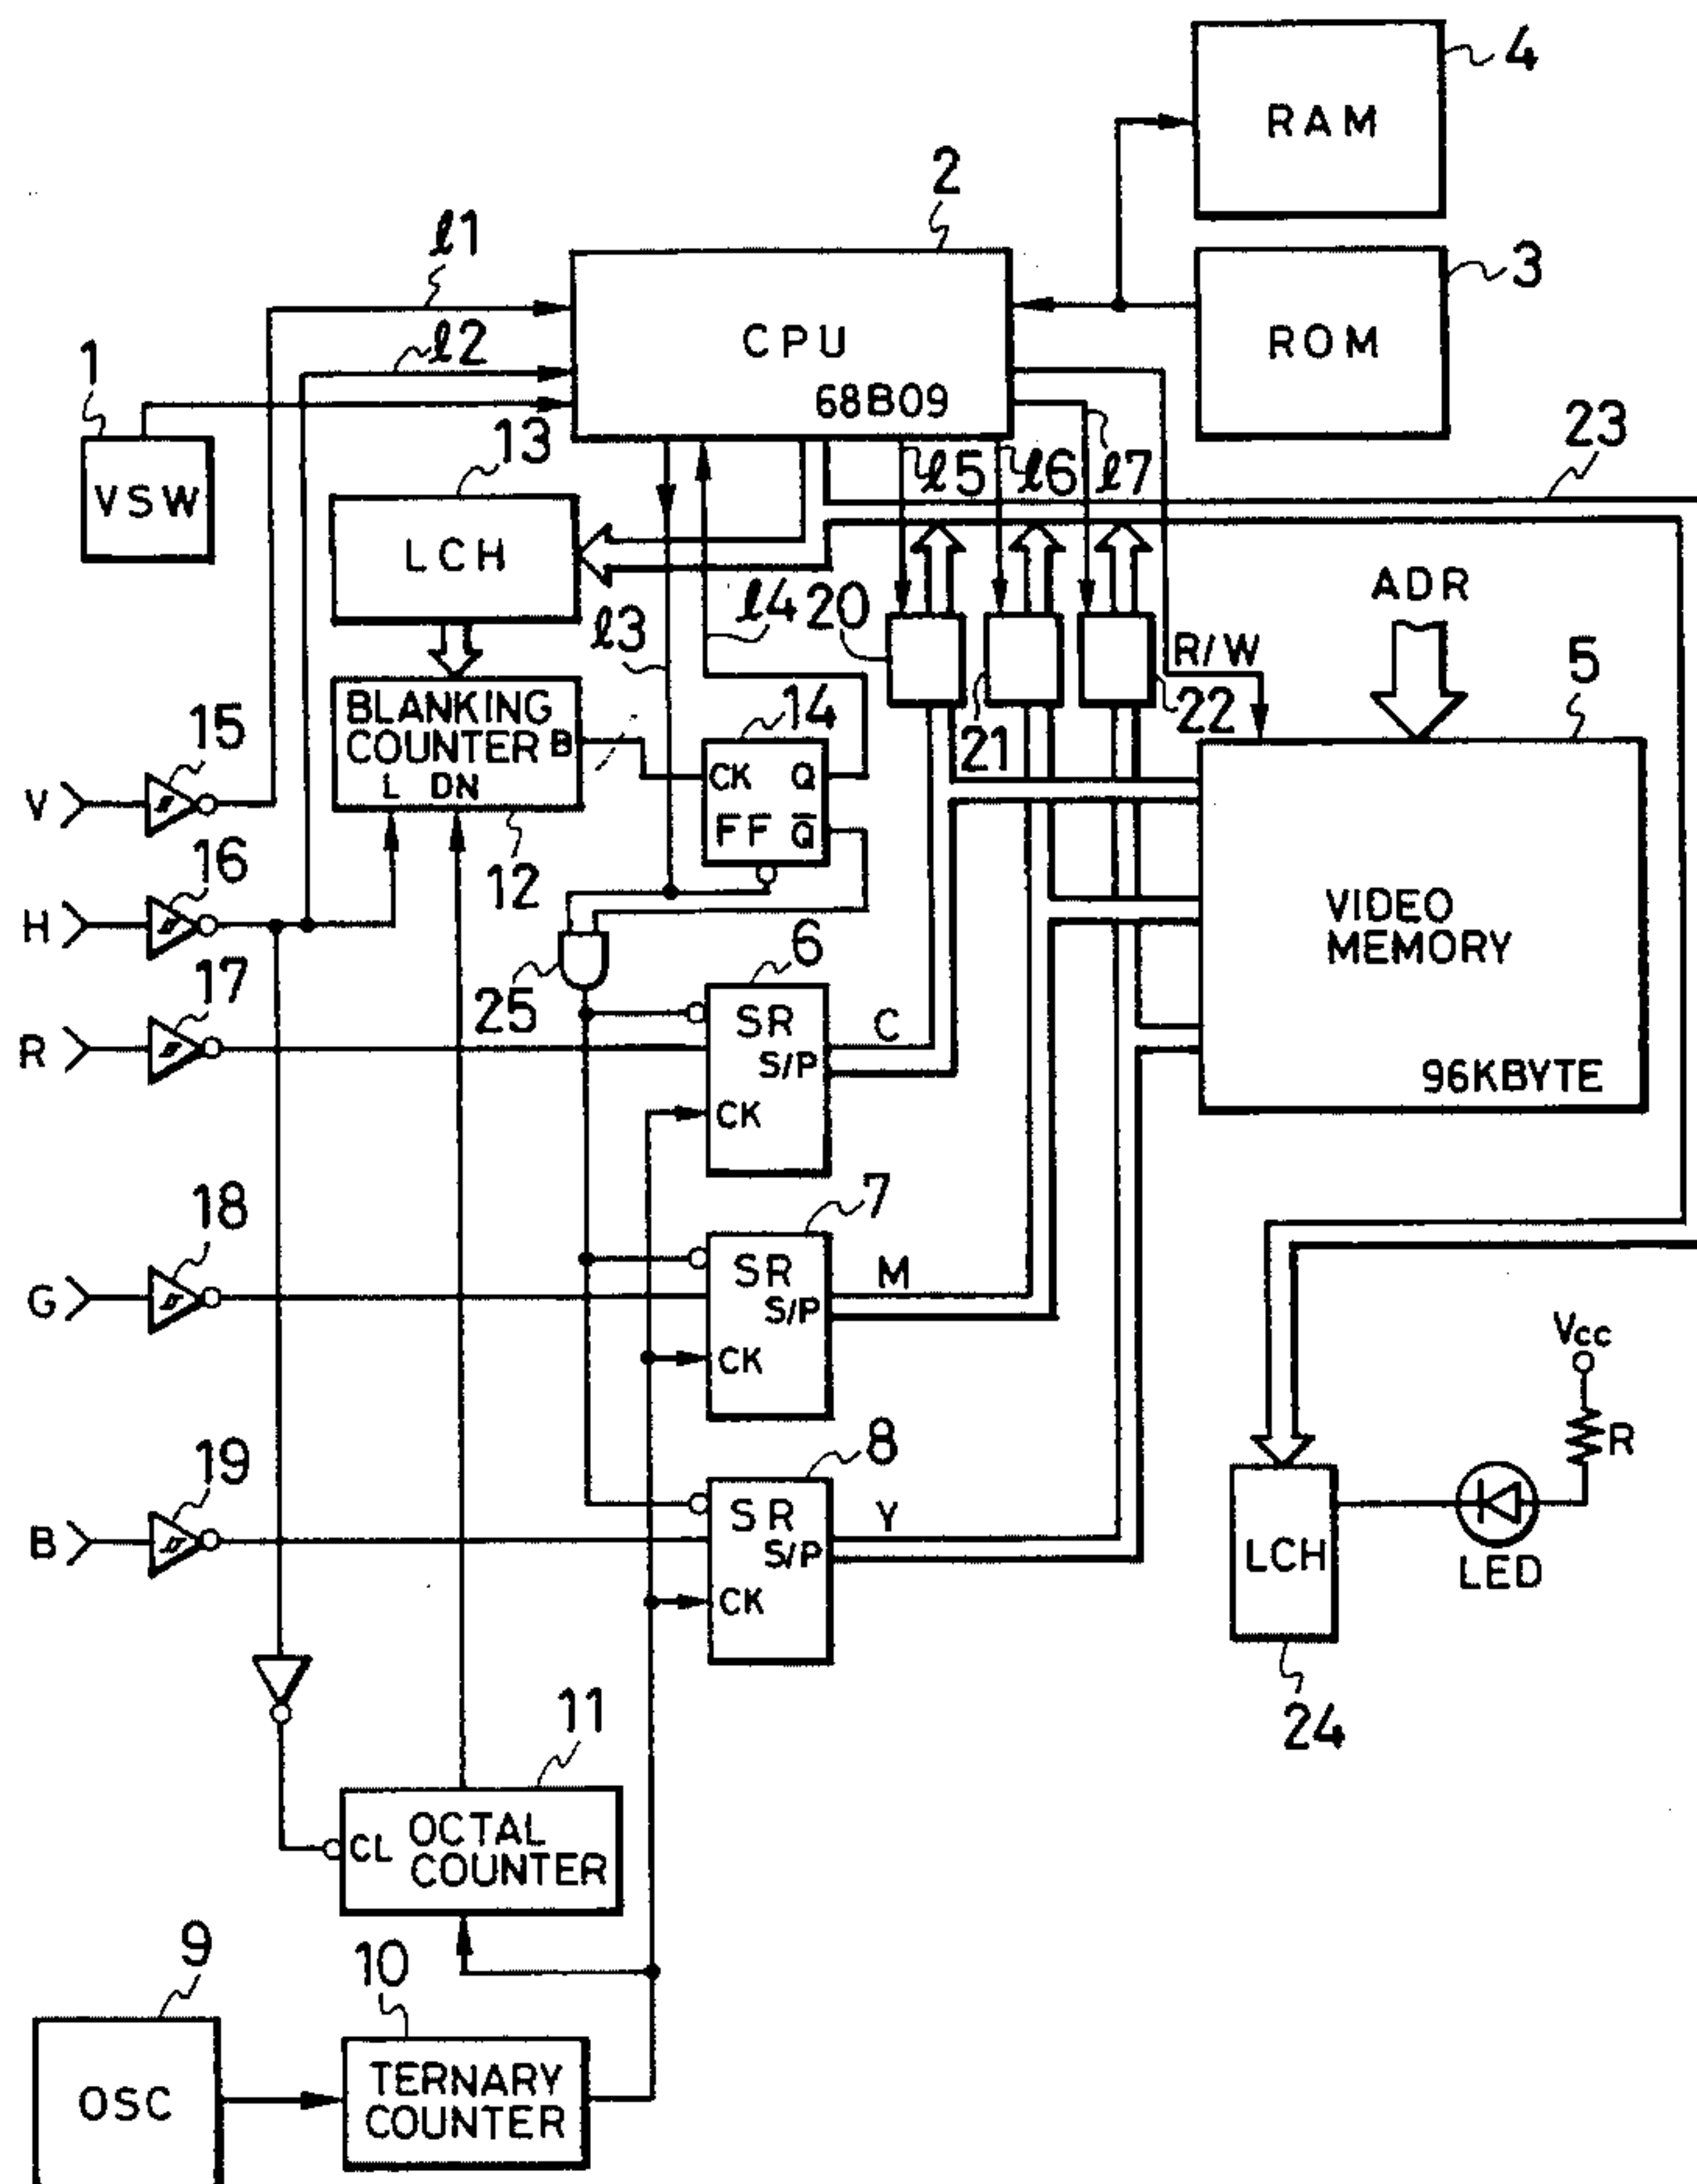 4
RAM
2
3
ROM
ℓ1
ℓ2
CPU
68B09
1
VSW
13
LCH
23
ℓ5
ℓ6
ℓ7
ADR
ℓ3
ℓ4
20
21
22
R/W
5
BLANKING
COUNTER B
L DN
12
14
CK Q
FF Q̅
15
V
16
H
VIDEO
MEMORY
96KBYTE
25
6
SR
S/P
CK
C
17
R
7
SR
S/P
CK
M
18
G
8
SR
S/P
CK
Y
19
B
Vcc
R
LED
LCH
24
11
CL OCTAL
COUNTER
9
OSC
10
TERNARY
COUNTER